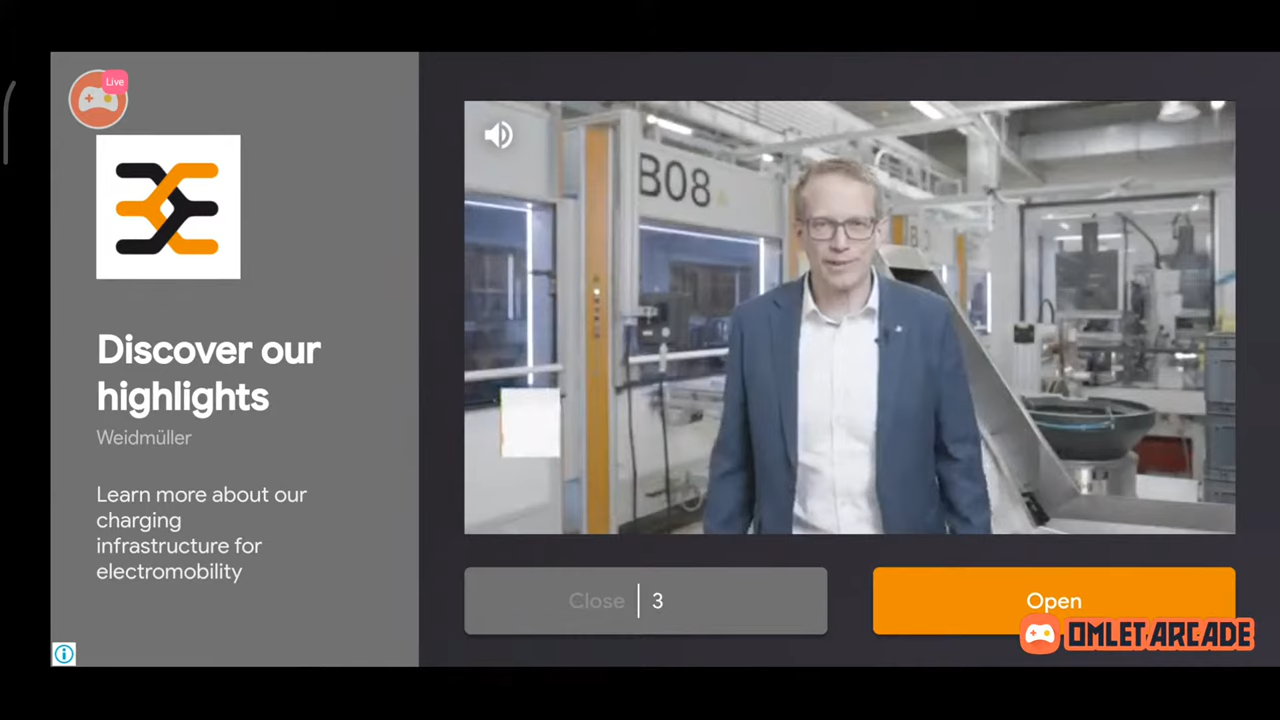 Live
B08
Discover our
highlights
Weidmüller
Learn more about our
charging
infrastructure for
electromobility
Close
3
Open
OMLET ARCADE